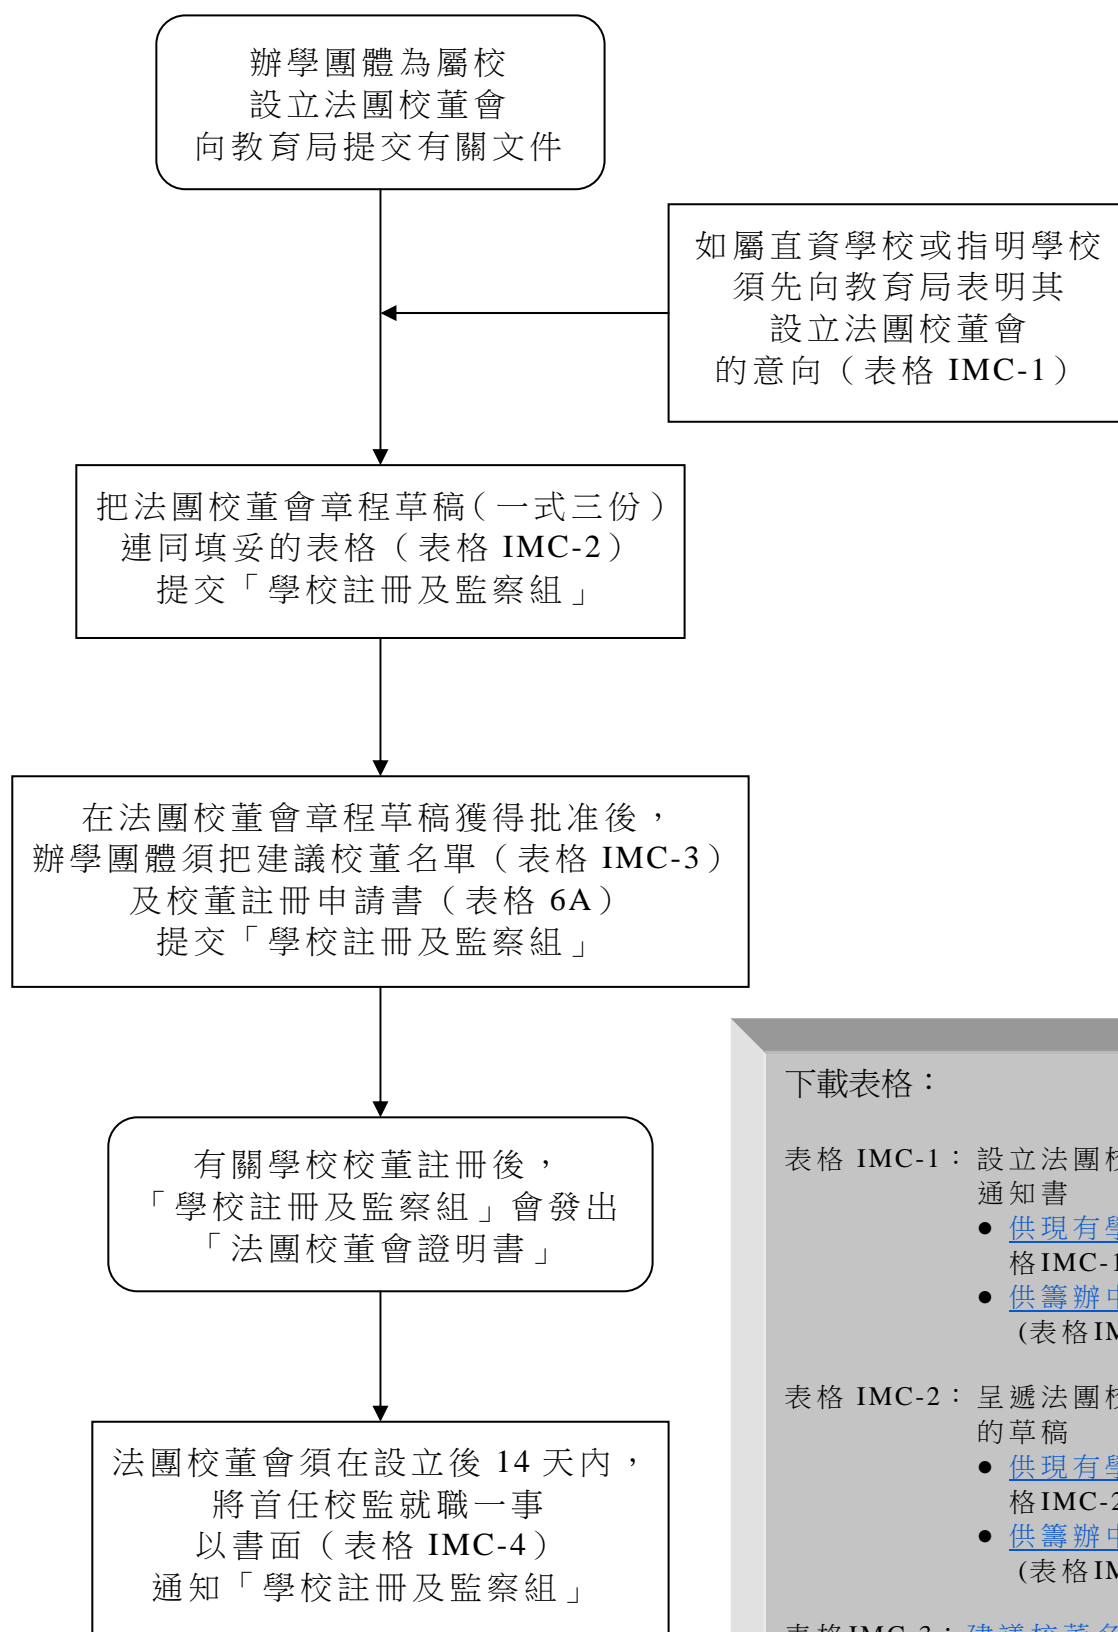 辦學團體為屬校
設立法團校董會
向教育局提交有關文件
如屬直資學校或指明學校
須先向教育局表明其
設立法團校董會
的意向（表格 IMC-1）
把法團校董會章程草稿（一式三份）
連同填妥的表格（表格 IMC-2）
提交「學校註冊及監察組」
在法團校董會章程草稿獲得批准後，
辦學團體須把建議校董名單（表格 IMC-3）
及校董註冊申請書（表格 6A）
提交「學校註冊及監察組」
有關學校校董註冊後，
「學校註冊及監察組」會發出
「法團校董會證明書」
法團校董會須在設立後 14 天內，
將首任校監就職一事
以書面（表格 IMC-4）
通知「學校註冊及監察組」
下載表格：
表格 IMC-1：設立法團校
通知書
● 供現有學
格IMC-1
● 供籌辦中
(表格IM
表格 IMC-2：呈遞法團校
的草稿
● 供現有學
格IMC-2
● 供籌辦中
(表格IM
表格IMC-3：建議校董名